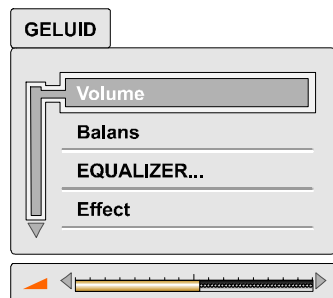 GELUID
Volume
Balans
EQUALIZER...
Effect